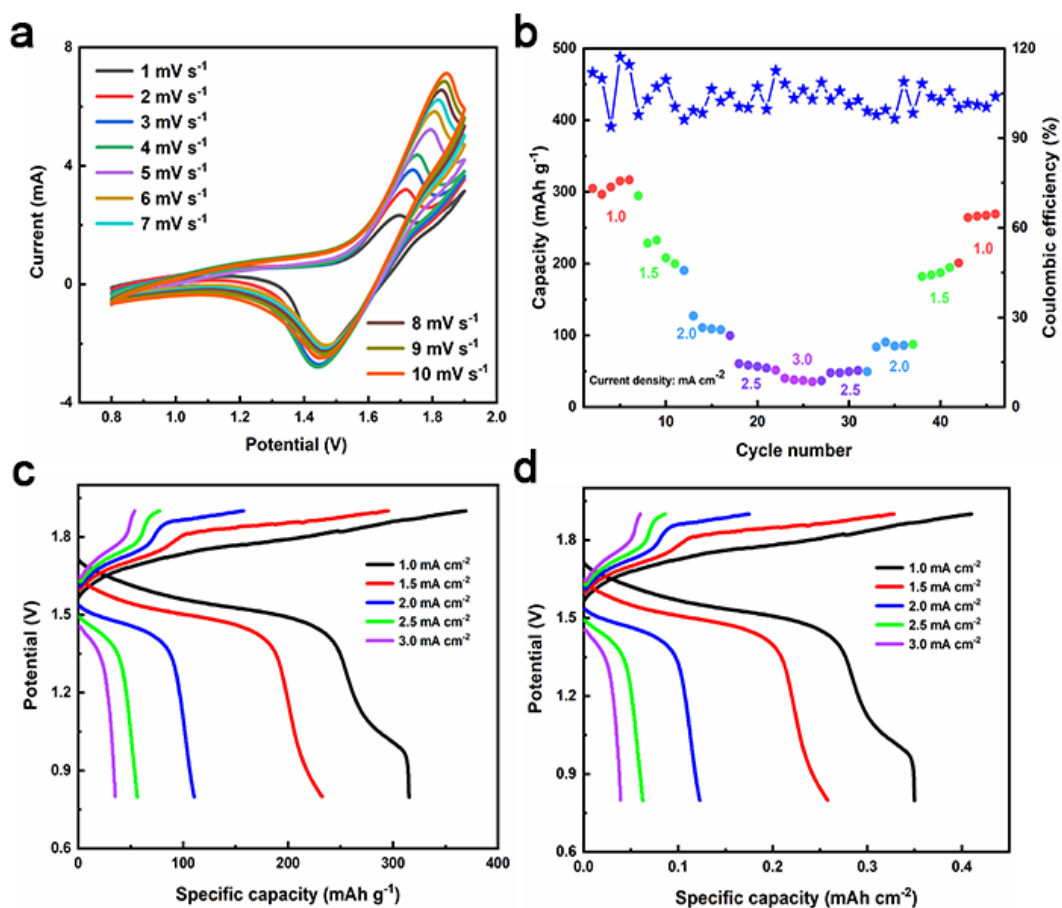 a
8
4
0
-4
0.8
1.0
1.2
1.4
1.6
1.8
2.0
Current (mA)
Potential (V)
1 mV s⁻¹
2 mV s⁻¹
3 mV s⁻¹
4 mV s⁻¹
5 mV s⁻¹
6 mV s⁻¹
7 mV s⁻¹
8 mV s⁻¹
9 mV s⁻¹
10 mV s⁻¹
b
500
400
300
200
100
0
120
90
60
30
0
10
20
30
40
Capacity (mAh g⁻¹)
Coulombic efficiency (%)
Cycle number
1.0
1.5
2.0
2.5
3.0
2.5
2.0
1.5
1.0
Current density: mA cm⁻²
c
1.8
1.5
1.2
0.9
0.6
0
100
200
300
400
Potential (V)
Specific capacity (mAh g⁻¹)
1.0 mA cm⁻²
1.5 mA cm⁻²
2.0 mA cm⁻²
2.5 mA cm⁻²
3.0 mA cm⁻²
d
1.8
1.5
1.2
0.9
0.6
0.0
0.1
0.2
0.3
0.4
Potential (V)
Specific capacity (mAh cm⁻²)
1.0 mA cm⁻²
1.5 mA cm⁻²
2.0 mA cm⁻²
2.5 mA cm⁻²
3.0 mA cm⁻²